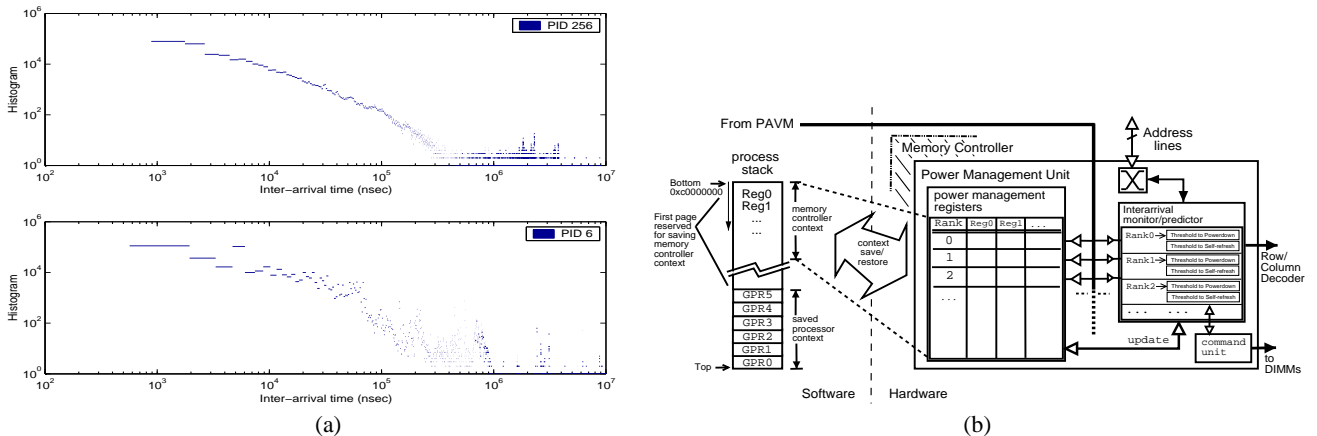 10^6
PID 256
10^4
10^2
10^0
Histogram
10^2 10^3 10^4 10^5 10^6 10^7
Inter−arrival time (nsec)
10^6
PID 6
10^4
10^2
10^0
Histogram
10^2 10^3 10^4 10^5 10^6 10^7
Inter−arrival time (nsec)
(a)
From PAVM
Memory Controller
Address
lines
process
stack
Bottom
0xc0000000
Reg0
Reg1
...
...
First page
reserved
for saving
memory
controller
context
memory
controller
context
GPR5
GPR4
GPR3
GPR2
GPR1
GPR0
saved
processor
context
Top
context
save/
restore
Power Management Unit
power management
registers
Rank Reg0 Reg1 ...
0
1
2
...
Interarrival
monitor/predictor
Rank0 Threshold to Powerdown
Threshold to Self-refresh
Rank1 Threshold to Powerdown
Threshold to Self-refresh
Rank2 Threshold to Powerdown
Threshold to Self-refresh
... ...
Row/
Column
Decoder
update
command
unit
to
DIMMs
Software Hardware
(b)